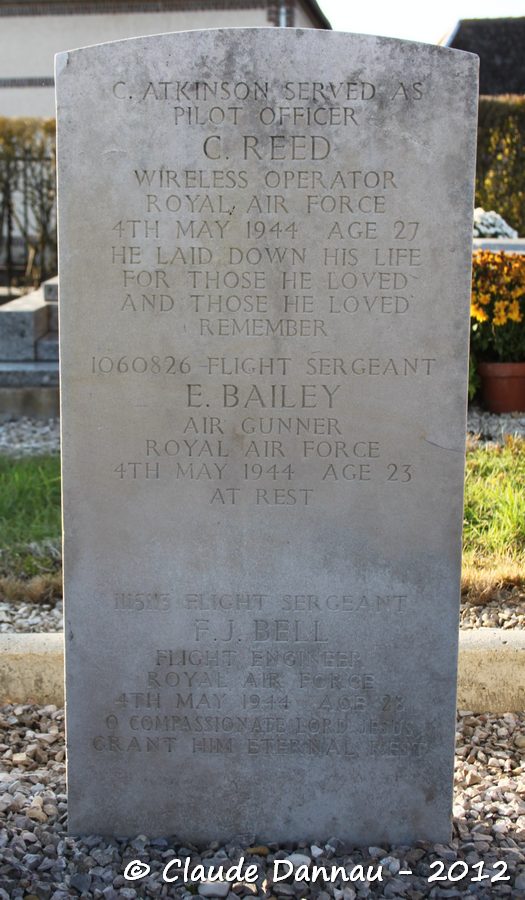 C. ATKINSON SERVED AS
PILOT OFFICER
C. REED
WIRELESS OPERATOR
ROYAL AIR FORCE
4TH MAY 1944 AGE 27
HE LAID DOWN HIS LIFE
FOR THOSE HE LOVED
AND THOSE HE LOVED
REMEMBER
1060826 FLIGHT SERGEANT
E. BAILEY
AIR GUNNER
ROYAL AIR FORCE
4TH MAY 1944 AGE 23
AT REST
FLIGHT SERGEANT
F. J. BELL
FLIGHT ENGINEER
ROYAL AIR FORCE
4TH MAY 1944 AGE
O COMPASSIONATE LORD JESUS
GRANT HIM ETERNAL REST
© Claude Dannau - 2012